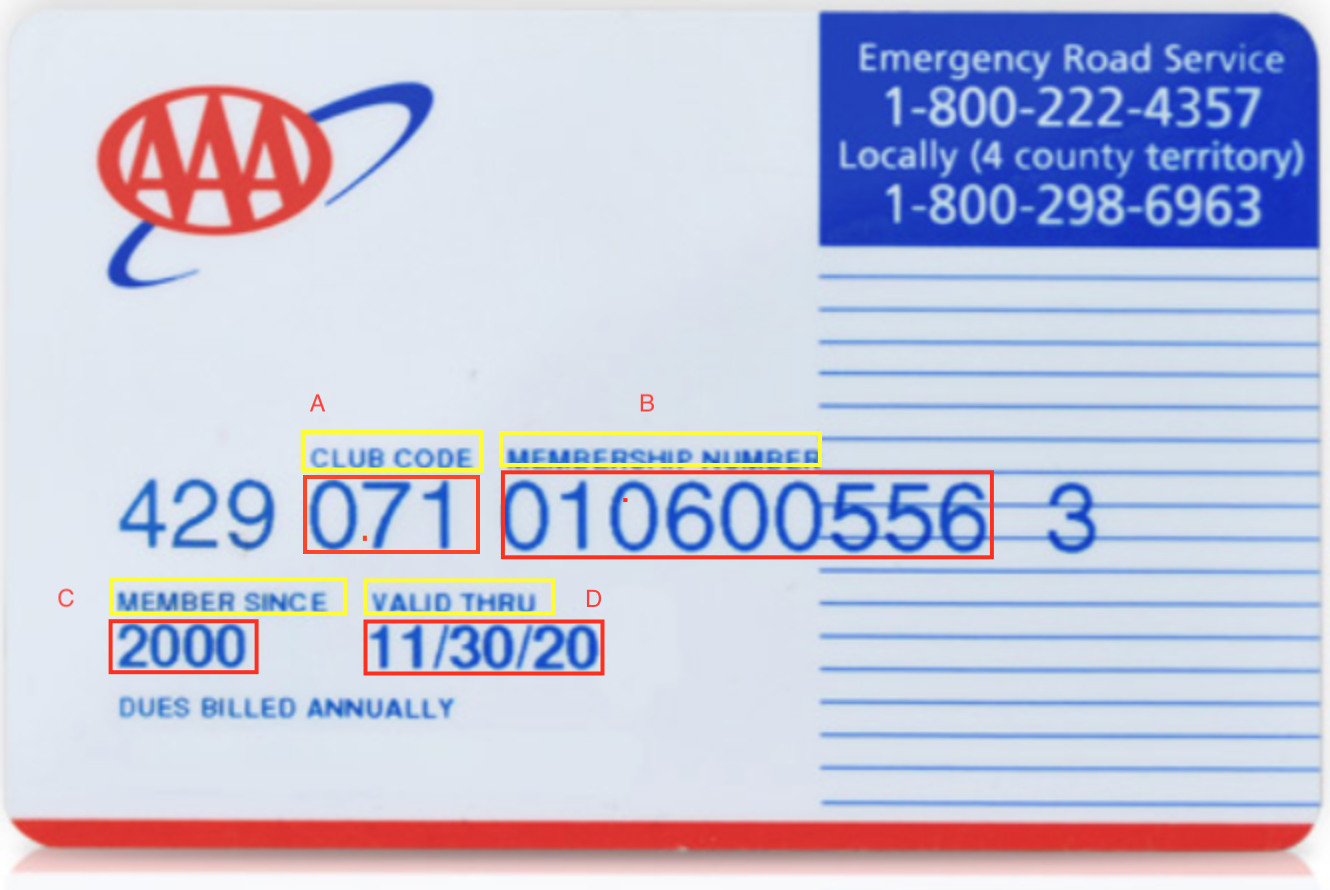 Emergency Road Service
1-800-222-4357
Locally (4 county territory)
1-800-298-6963
AAA
A B
CLUB CODE MEMBERSHIP NUMBER
429 071 010600556 3
C MEMBER SINCE VALID THRU D
2000 11/30/20
DUES BILLED ANNUALLY